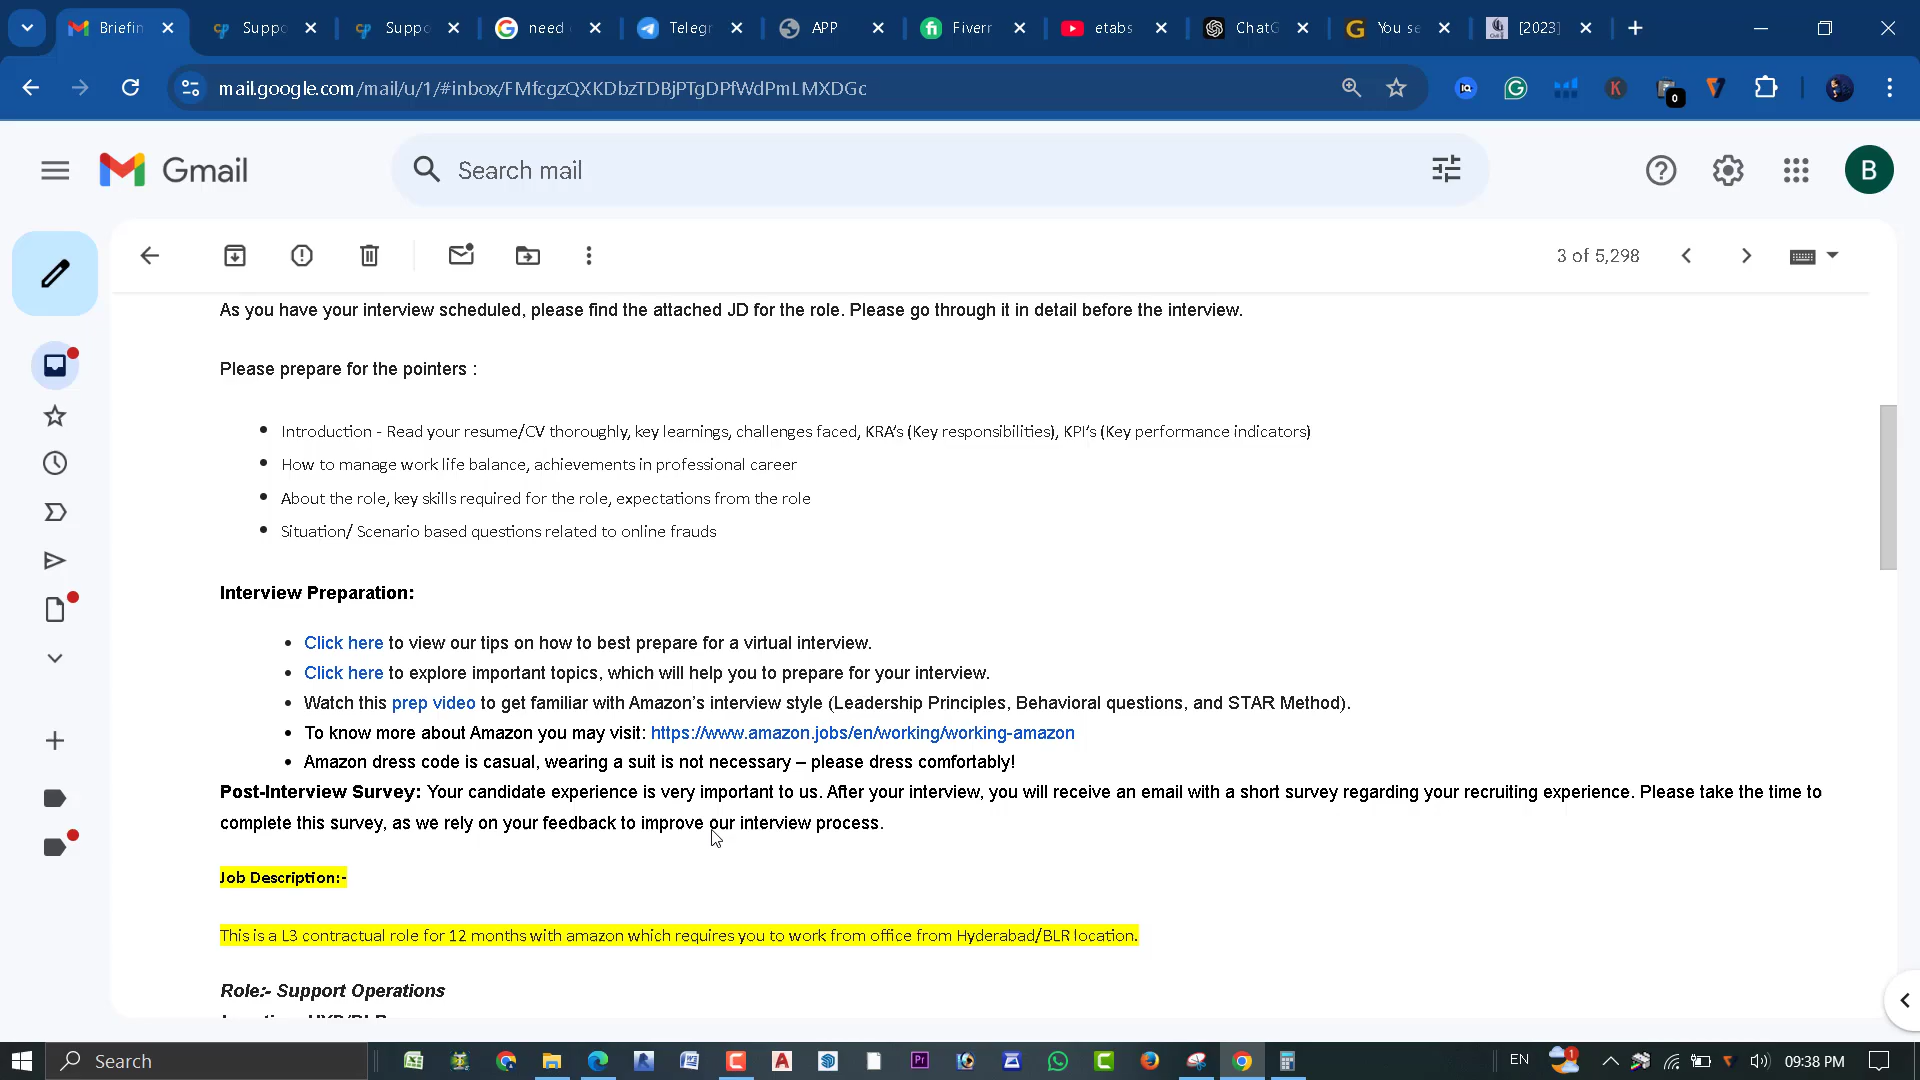 Briefin
Suppo
Suppo
need
Telegr
APP
Fiverr
etabs
ChatG
You se
[2023]
mail.google.com/mail/u/1/#inbox/FMfcgzQXKDbzTDBjPTgDPfWdPmLMXDGc
0
Gmail
Search mail
B
3 of 5,298
As you have your interview scheduled, please find the attached JD for the role. Please go through it in detail before the interview.
Please prepare for the pointers :
Introduction - Read your resume/CV thoroughly, key learnings, challenges faced, KRA's (Key responsibilities), KPI's (Key performance indicators)
How to manage work life balance, achievements in professional career
About the role, key skills required for the role, expectations from the role
Situation/ Scenario based questions related to online frauds
Interview Preparation:
Click here to view our tips on how to best prepare for a virtual interview.
Click here to explore important topics, which will help you to prepare for your interview.
Watch this prep video to get familiar with Amazon's interview style (Leadership Principles, Behavioral questions, and STAR Method).
To know more about Amazon you may visit: https://www.amazon.jobs/en/working/working-amazon
Amazon dress code is casual, wearing a suit is not necessary – please dress comfortably!
Post-Interview Survey: Your candidate experience is very important to us. After your interview, you will receive an email with a short survey regarding your recruiting experience. Please take the time to
complete this survey, as we rely on your feedback to improve our interview process.
Job Description:-
This is a L3 contractual role for 12 months with amazon which requires you to work from office from Hyderabad/BLR location.
Role:- Support Operations
Search
EN
1
09:38 PM